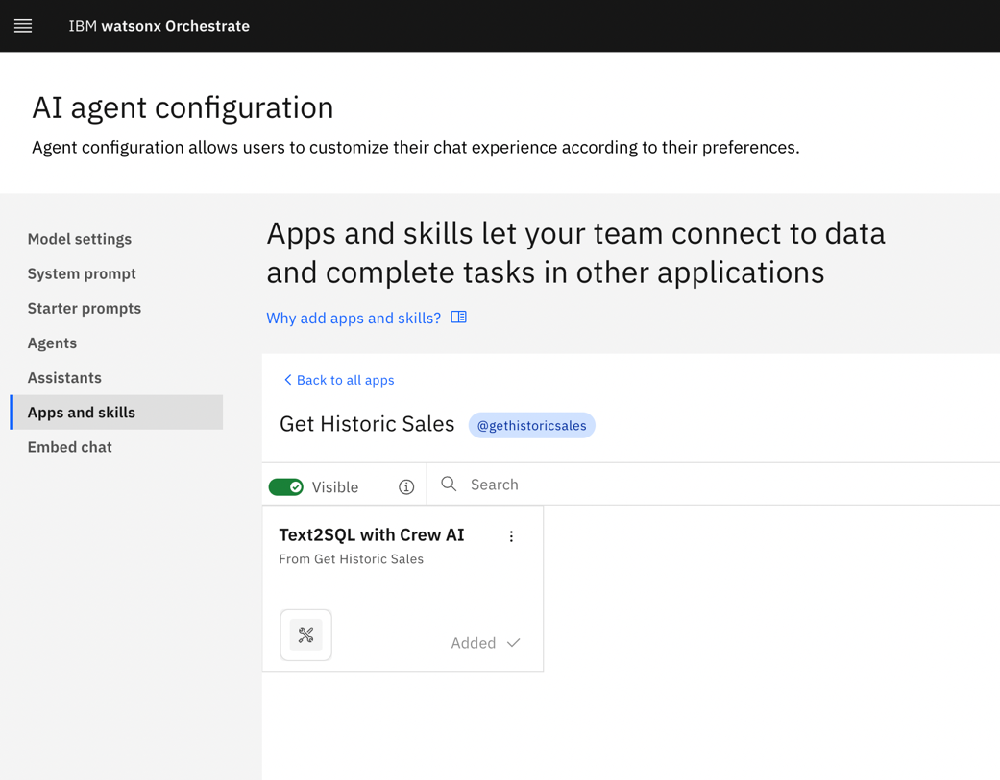 IBM watsonx Orchestrate
AI agent configuration
Agent configuration allows users to customize their chat experience according to their preferences.
Model settings
System prompt
Starter prompts
Agents
Assistants
Apps and skills
Embed chat
Apps and skills let your team connect to data
and complete tasks in other applications
Why add apps and skills?
Back to all apps
Get Historic Sales @gethistoricsales
Visible Search
Text2SQL with Crew AI
From Get Historic Sales
Added